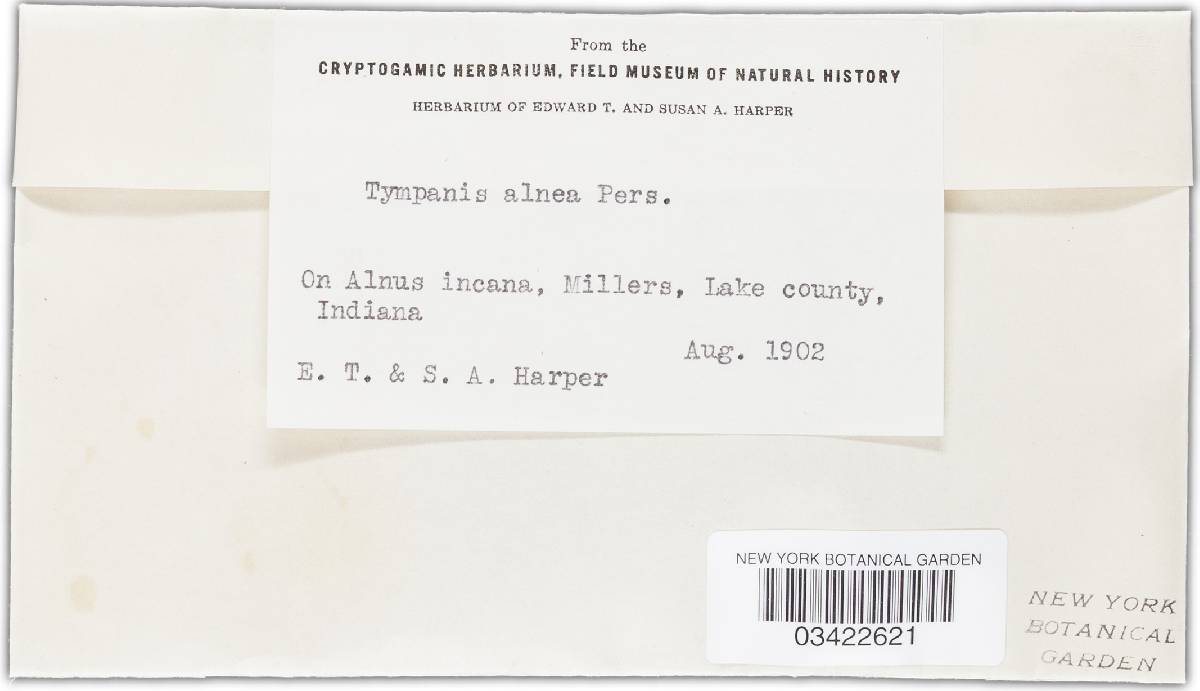 From the
CRYPTOGAMIC HERBARIUM, FIELD MUSEUM OF NATURAL HISTORY
HERBARIUM OF EDWARD T. AND SUSAN A. HARPER
Tympanis alnea Pers.
On Alnus incana, Millers, Lake county,
Indiana
Aug. 1902
E. T. & S. A. Harper
NEW YORK BOTANICAL GARDEN
03422621
NEW YORK
BOTANICAL
GARDEN